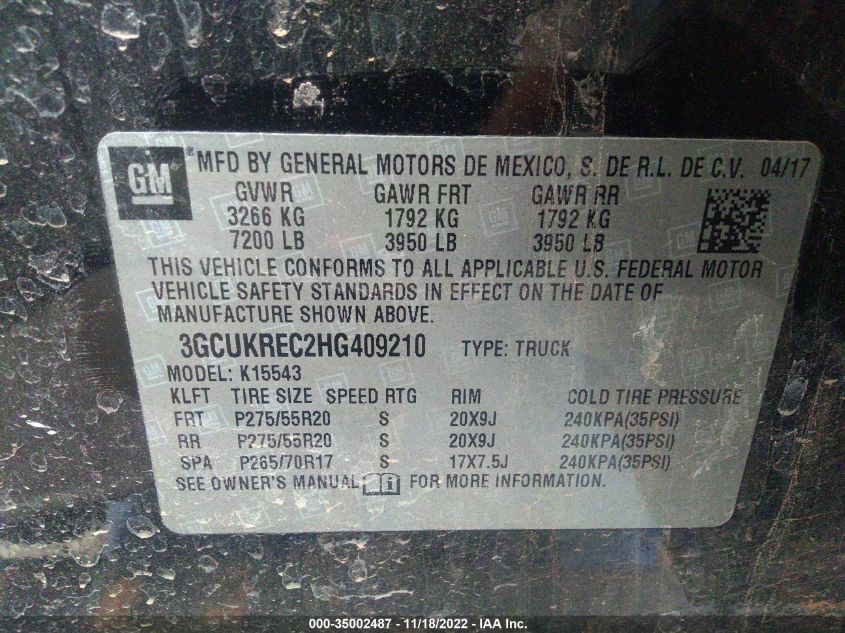 GM ® MFD BY GENERAL MOTORS DE MEXICO, S. DE R.L. DE C.V. 04/17
GVWR GAWR FRT GAWR RR
3266 KG 1792 KG 1792 KG
7200 LB 3950 LB 3950 LB
THIS VEHICLE CONFORMS TO ALL APPLICABLE U.S. FEDERAL MOTOR
VEHICLE SAFETY STANDARDS IN EFFECT ON THE DATE OF
MANUFACTURE SHOWN ABOVE.
3GCUKREC2HG409210 TYPE: TRUCK
MODEL: K15543
KLFT TIRE SIZE SPEED RTG RIM COLD TIRE PRESSURE
FRT P275/55R20 S 20X9J 240KPA(35PSI)
RR P275/55R20 S 20X9J 240KPA(35PSI)
SPA P265/70R17 S 17X7.5J 240KPA(35PSI)
SEE OWNER'S MANUAL FOR MORE INFORMATION.
000-35002487 - 11/18/2022 - IAA Inc.